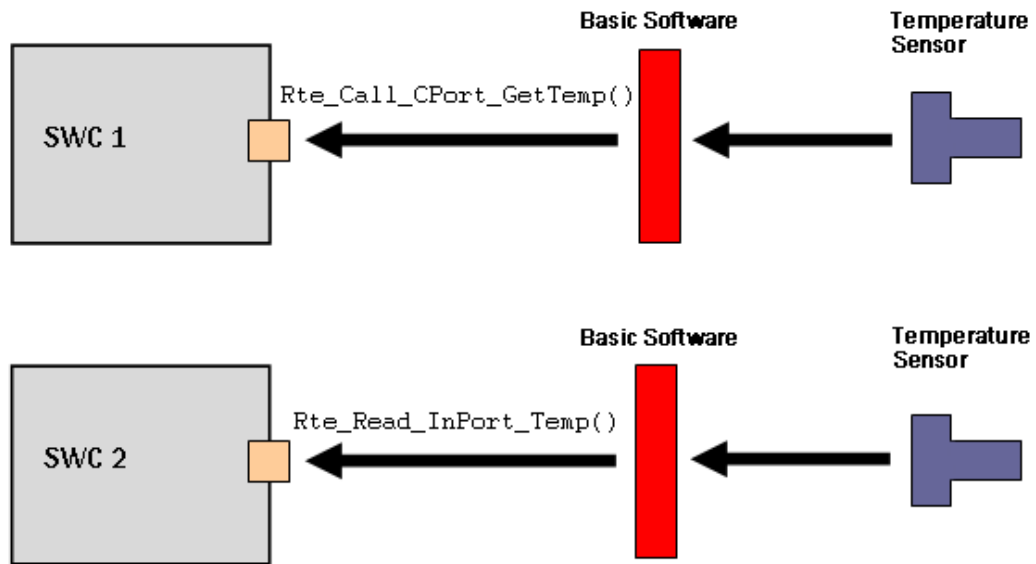 Basic Software
Temperature
Sensor
Rte_Call_CPort_GetTemp()
SWC 1
Basic Software
Temperature
Sensor
Rte_Read_InPort_Temp()
SWC 2